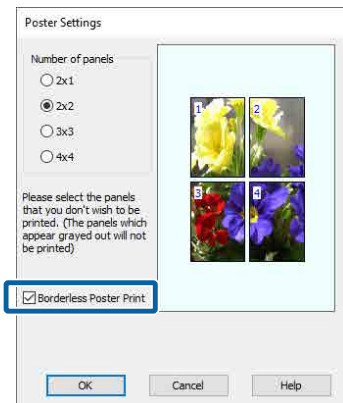 Poster Settings
Number of panels
2x1
2x2
3x3
4x4
Please select the panels
that you don't wish to be
printed. (The panels which
appear grayed out will not
be printed)
Borderless Poster Print
1
2
3
4
OK
Cancel
Help